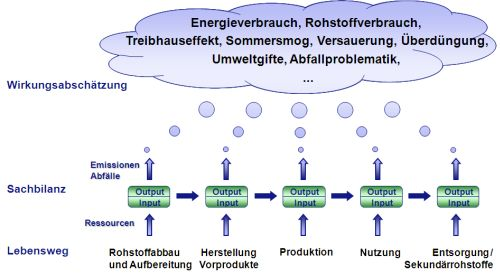 Energieverbrauch, Rohstoffverbrauch,
Treibhauseffekt, Sommersmog, Versauerung, Überdüngung,
Umweltgifte, Abfallproblematik,
...
Wirkungsabschätzung
Emissionen
Abfälle
Sachbilanz
Output Output Output Output Output
Input Input Input Input Input
Ressourcen
Lebensweg
Rohstoffabbau
und Aufbereitung
Herstellung
Vorprodukte
Produktion
Nutzung
Entsorgung/
Sekundärrohstoffe